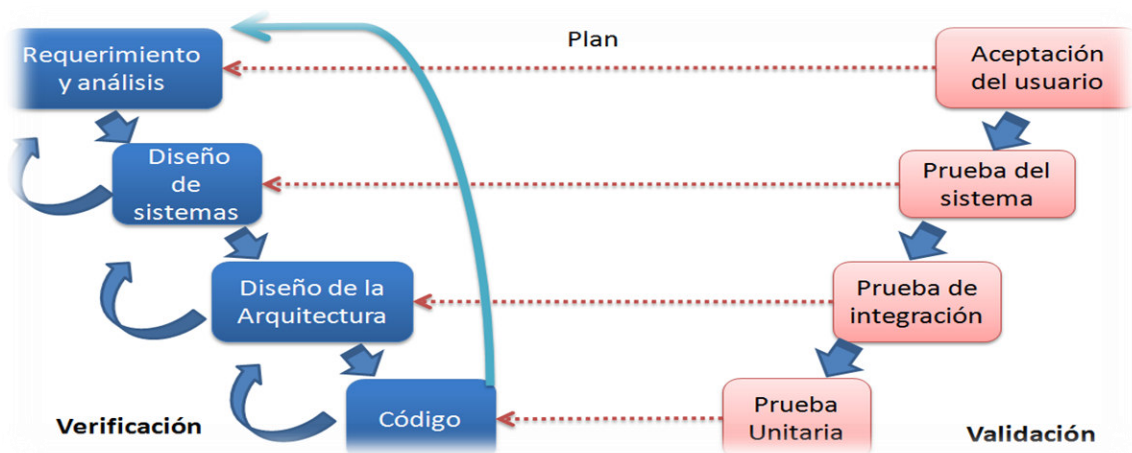 Plan
Requerimiento
y análisis
Aceptación
del usuario
Diseño
de
sistemas
Prueba del
sistema
Diseño de la
Arquitectura
Prueba de
integración
Código
Prueba
Unitaria
Verificación
Validación